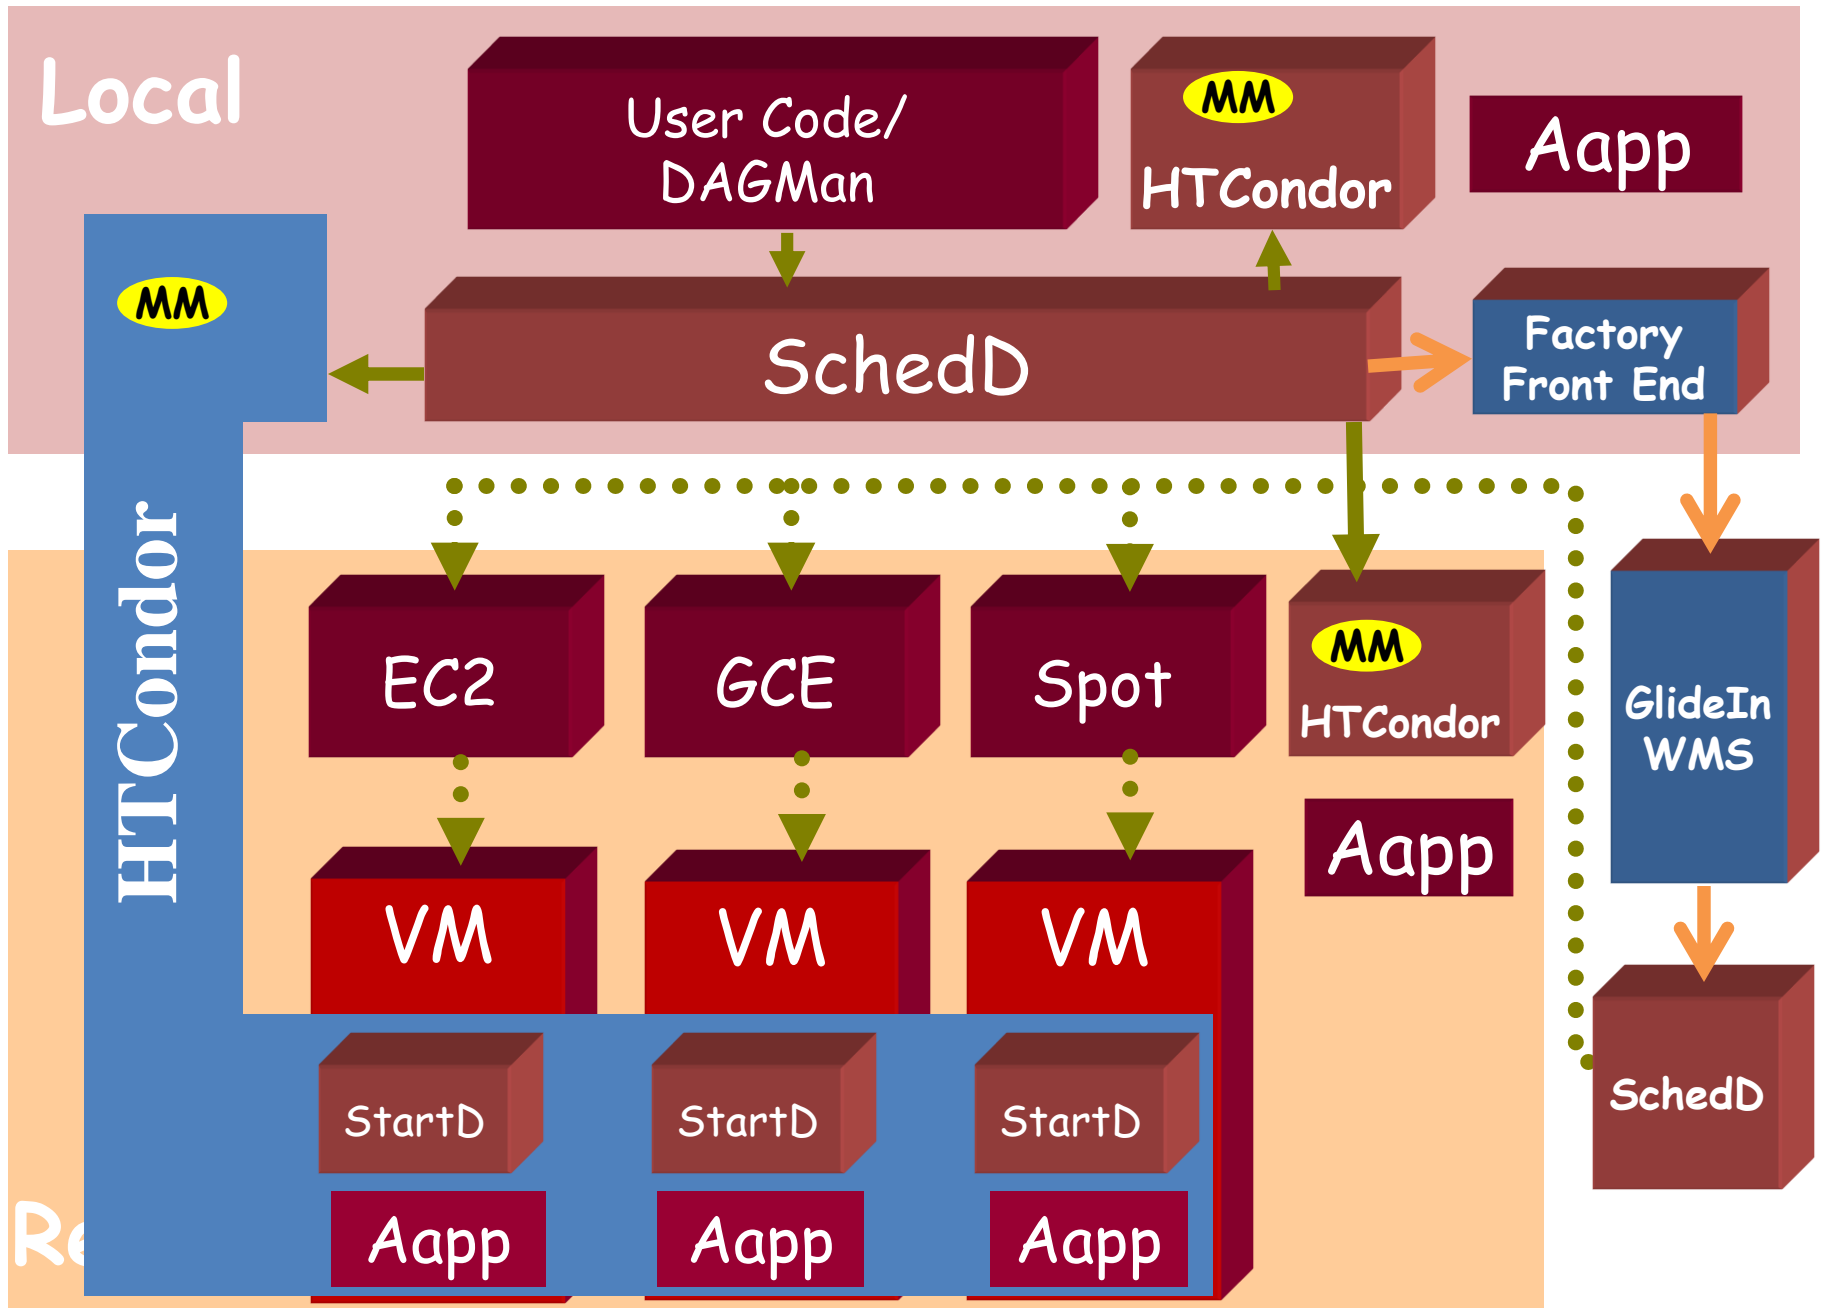 Local
User Code/
DAGMan
MM
HTCondor
Aapp
MM
SchedD
Factory
Front End
HTCondor
EC2
GCE
Spot
MM
HTCondor
GlideIn
WMS
Aapp
VM
VM
VM
StartD
StartD
StartD
SchedD
Aapp
Aapp
Aapp